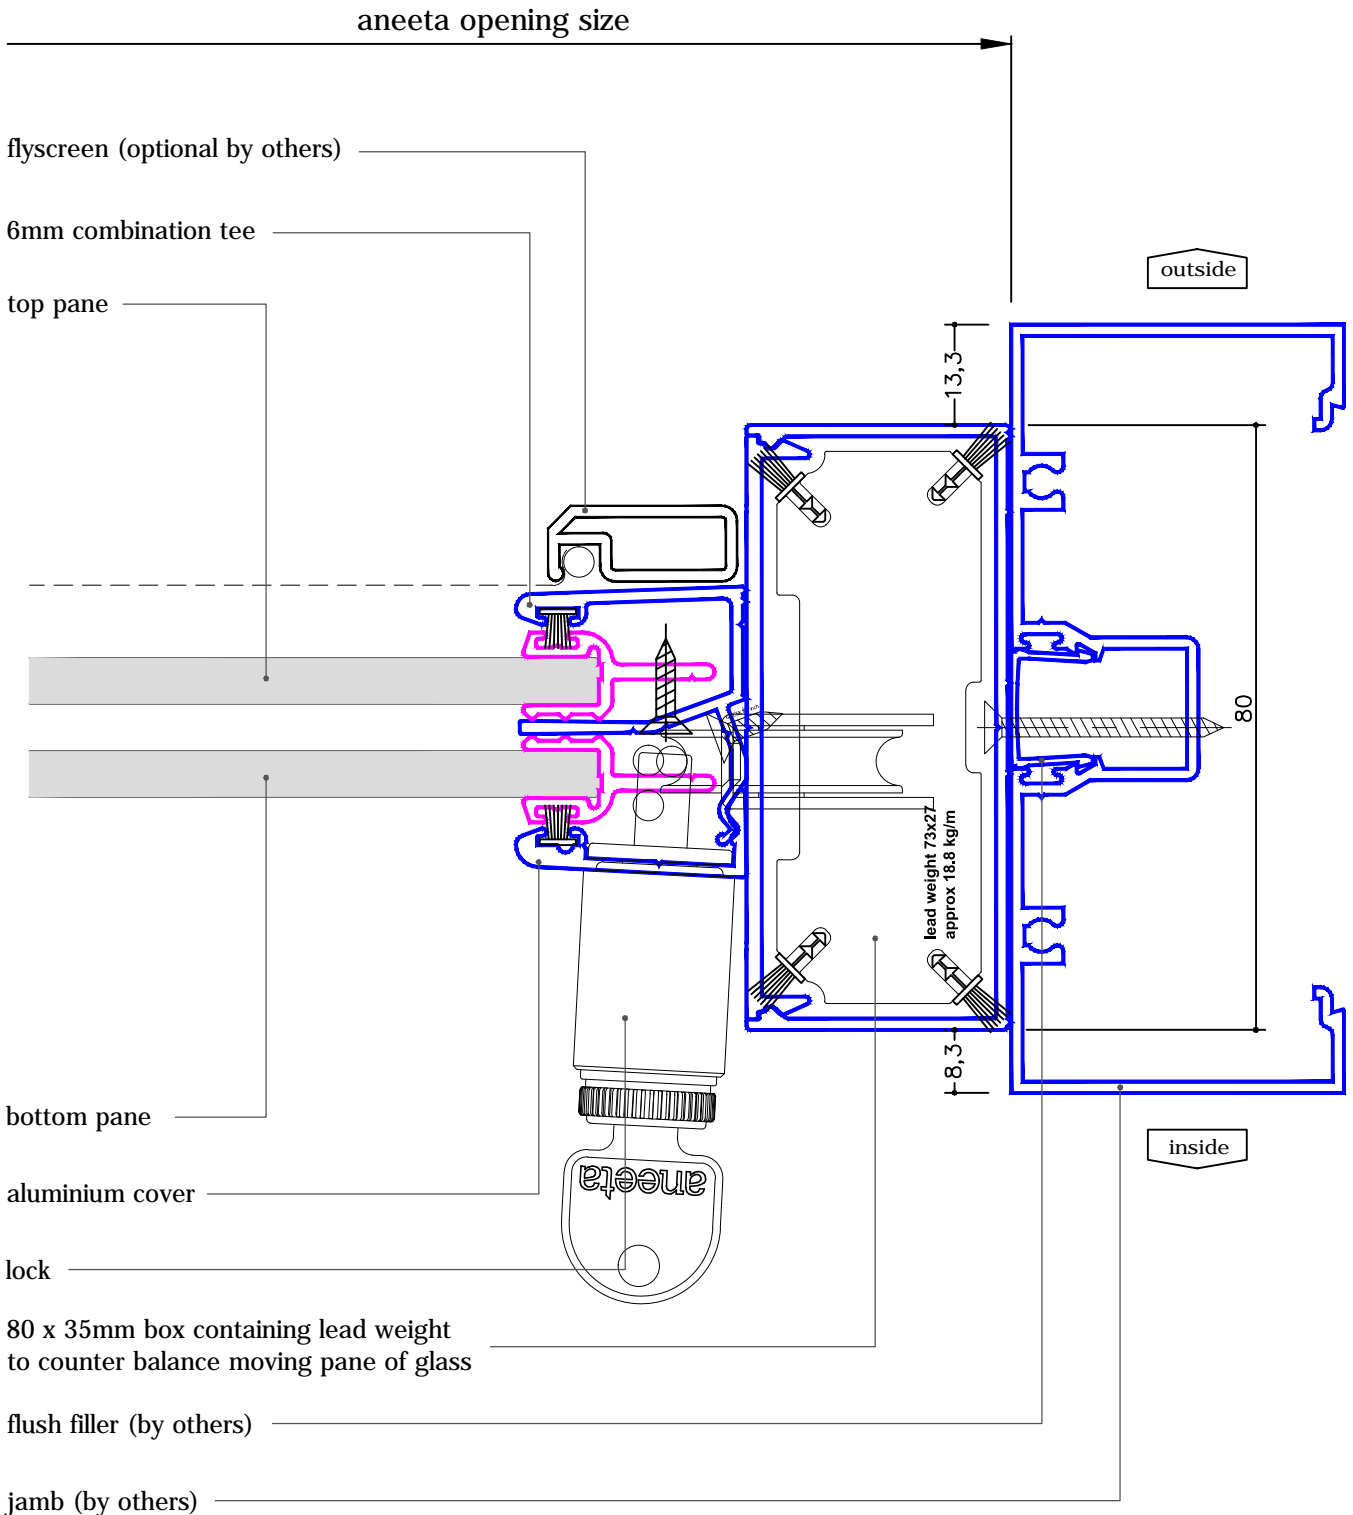 aneeta opening size
flyscreen (optional by others)
6mm combination tee
outside
top pane
13,3
80
lead weight 73x27
approx 18.8 kg/m
8,3
bottom pane
inside
aneeta
aluminium cover
lock
80 x 35mm box containing lead weight
to counter balance moving pane of glass
flush filler (by others)
jamb (by others)